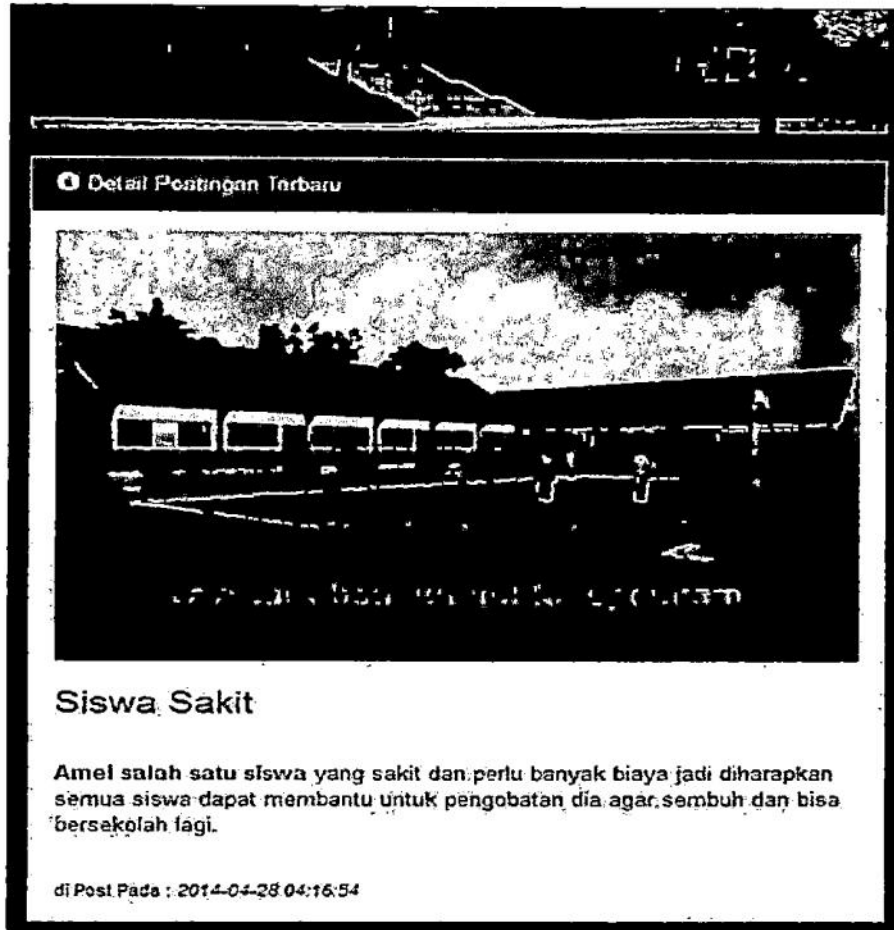 Detail Postingan Terbaru
Siswa Sakit
Amel salah satu siswa yang sakit dan perlu banyak biaya jadi diharapkan
semua siswa dapat membantu untuk pengobatan dia agar sembuh dan bisa
bersekolah lagi.
di Post Pada : 2014-04-28 04:16:54